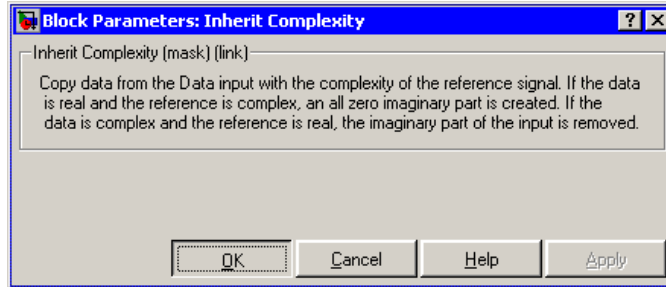 Block Parameters: Inherit Complexity
Inherit Complexity (mask) (link)
Copy data from the Data input with the complexity of the reference signal. If the data
is real and the reference is complex, an all zero imaginary part is created. If the
data is complex and the reference is real, the imaginary part of the input is removed.
OK Cancel Help Apply